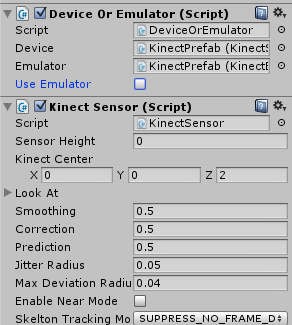 Device Or Emulator (Script)
Script DeviceOrEmulator
Device KinectPrefab (KinectS
Emulator KinectPrefab (KinectE
Use Emulator
Kinect Sensor (Script)
Script KinectSensor
Sensor Height 0
Kinect Center
X 0 Y 0 Z 2
Look At
Smoothing 0.5
Correction 0.5
Prediction 0.5
Jitter Radius 0.05
Max Deviation Radiu 0.04
Enable Near Mode
Skelton Tracking Mo SUPPRESS_NO_FRAME_D